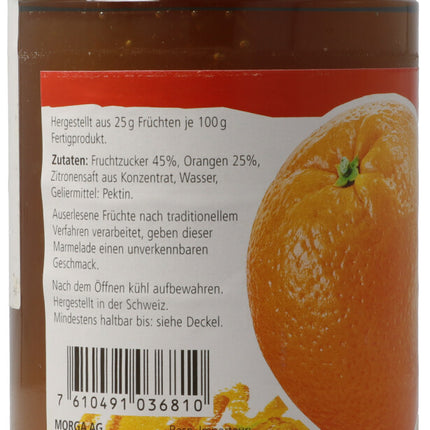 Hergestellt aus 25 g Früchten je 100 g
Fertigprodukt.
Zutaten: Fruchtzucker 45%, Orangen 25%,
Zitronensaft aus Konzentrat, Wasser,
Geliermittel: Pektin.
Auserlesene Früchte nach traditionellem
Verfahren verarbeitet, geben dieser
Marmelade einen unverkennbaren
Geschmack.
Nach dem Öffnen kühl aufbewahren.
Hergestellt in der Schweiz.
Mindestens haltbar bis: siehe Deckel.
7 610491 036810
MORGA AG